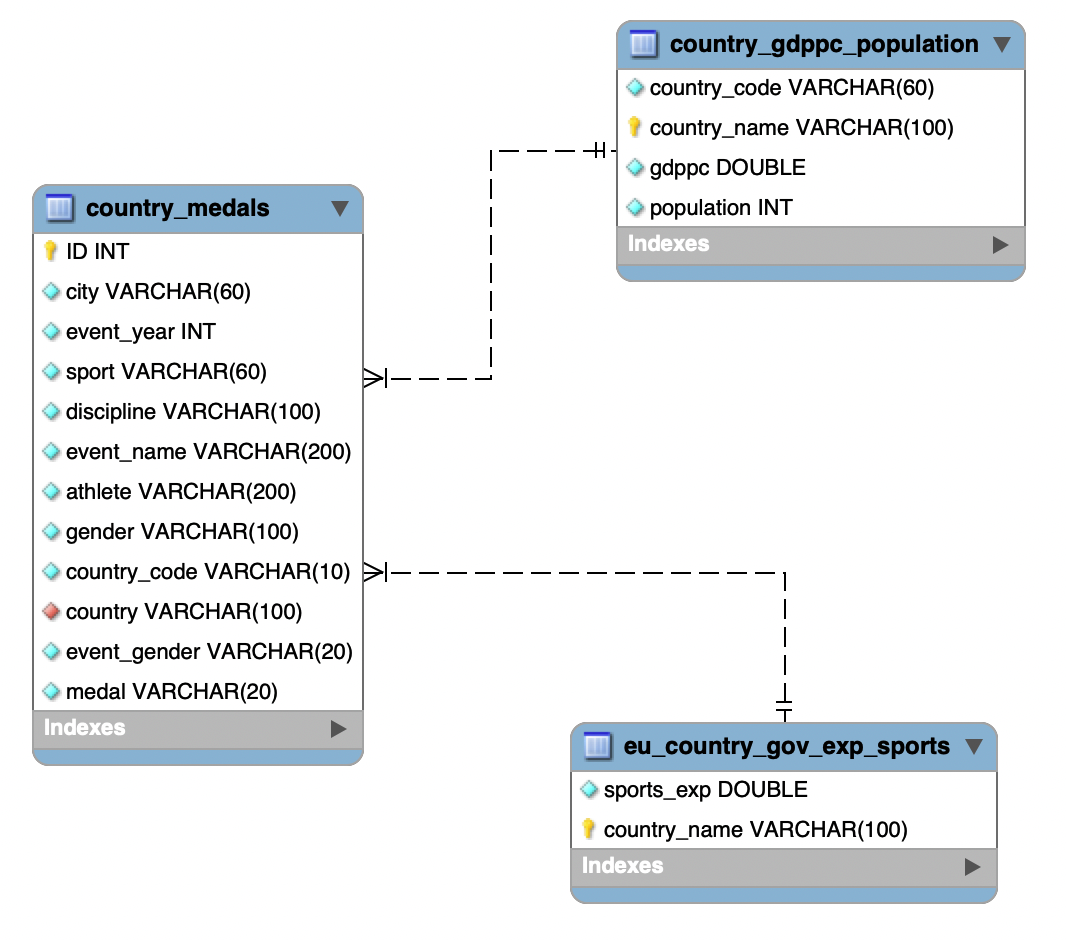 country_gdppc_population
country_code VARCHAR(60)
country_name VARCHAR(100)
gdppc DOUBLE
population INT
Indexes
country_medals
ID INT
city VARCHAR(60)
event_year INT
sport VARCHAR(60)
discipline VARCHAR(100)
event_name VARCHAR(200)
athlete VARCHAR(200)
gender VARCHAR(100)
country_code VARCHAR(10)
country VARCHAR(100)
event_gender VARCHAR(20)
medal VARCHAR(20)
Indexes
eu_country_gov_exp_sports
sports_exp DOUBLE
country_name VARCHAR(100)
Indexes